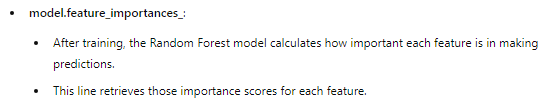 • model.feature_importances_:
• After training, the Random Forest model calculates how important each feature is in making
predictions.
• This line retrieves those importance scores for each feature.